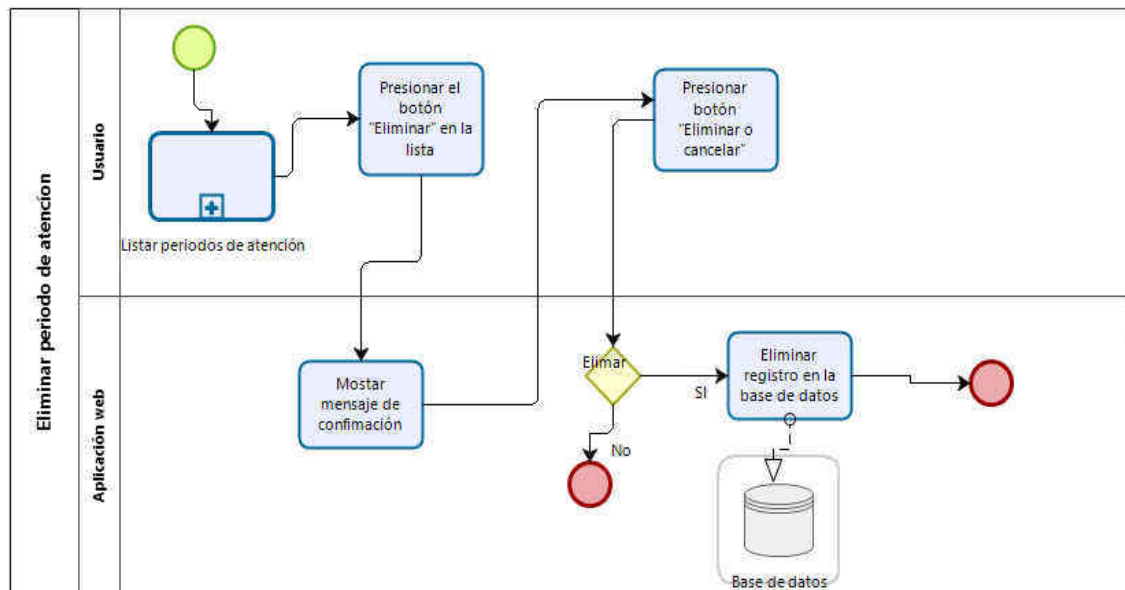 Eliminar periodo de atencíon
Usuario
Presionar el
botón
"Eliminar" en la
lista
Presionar
botón
"Eliminar o
cancelar"
Listar periodos de atención
Aplicación web
Mostar
mensaje de
confimación
Elimar
SI
No
Eliminar
registro en la
base de datos
Base de datos